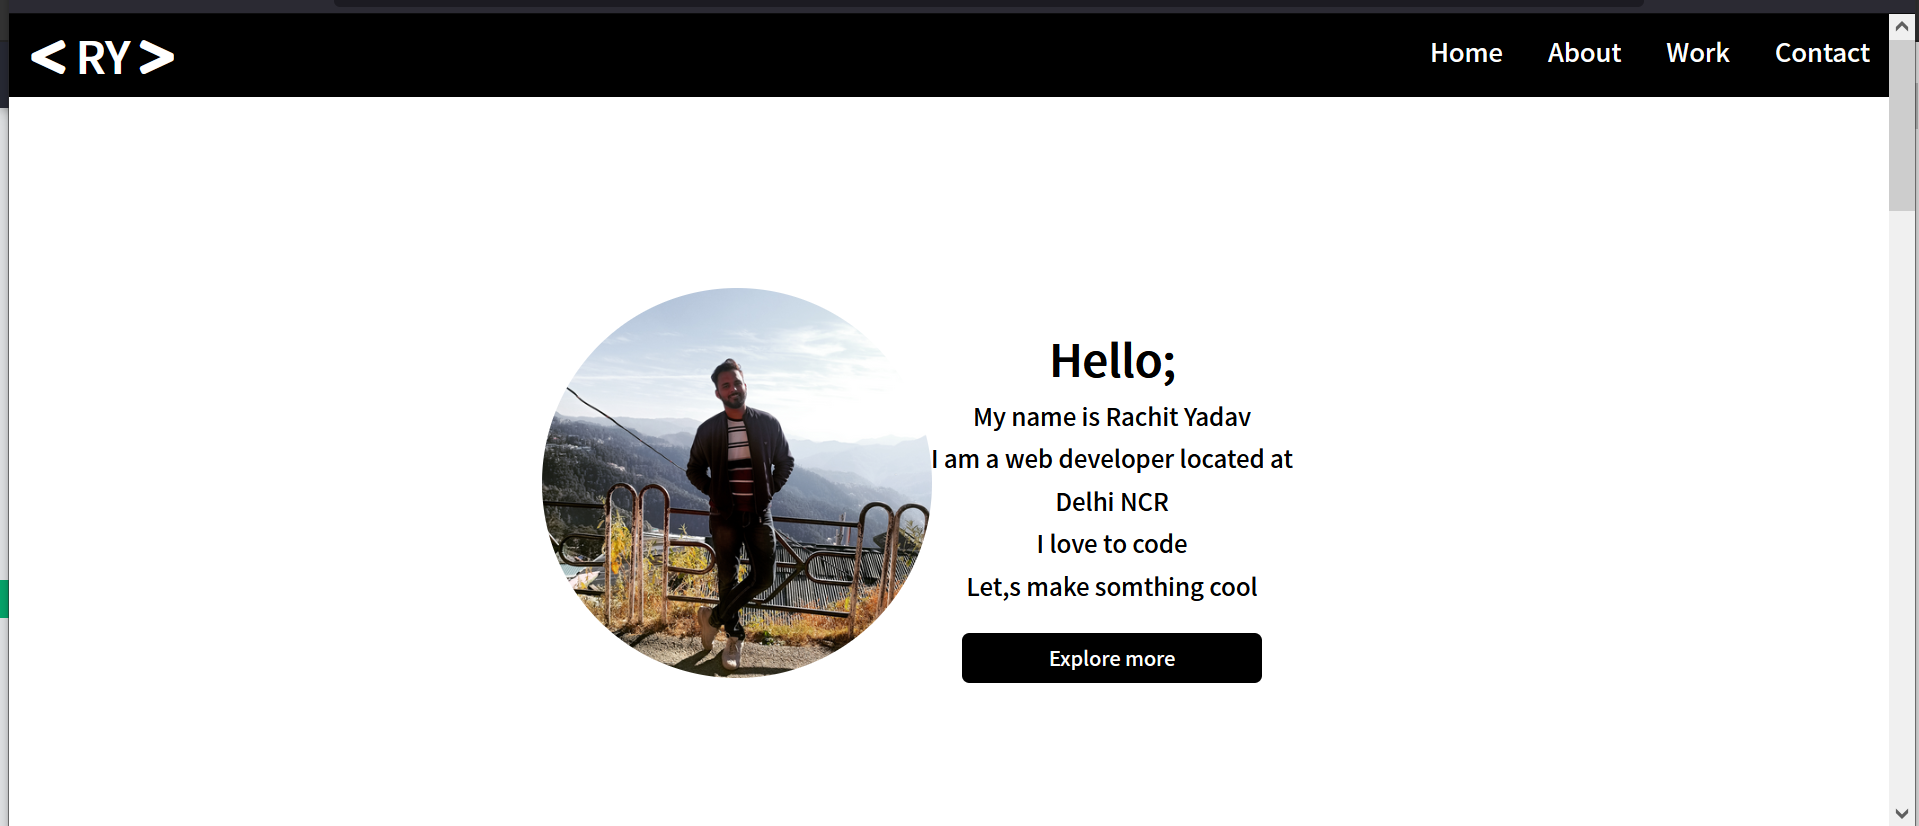 < RY >
Home About Work Contact
Hello;
My name is Rachit Yadav
I am a web developer located at
Delhi NCR
I love to code
Let,s make somthing cool
Explore more